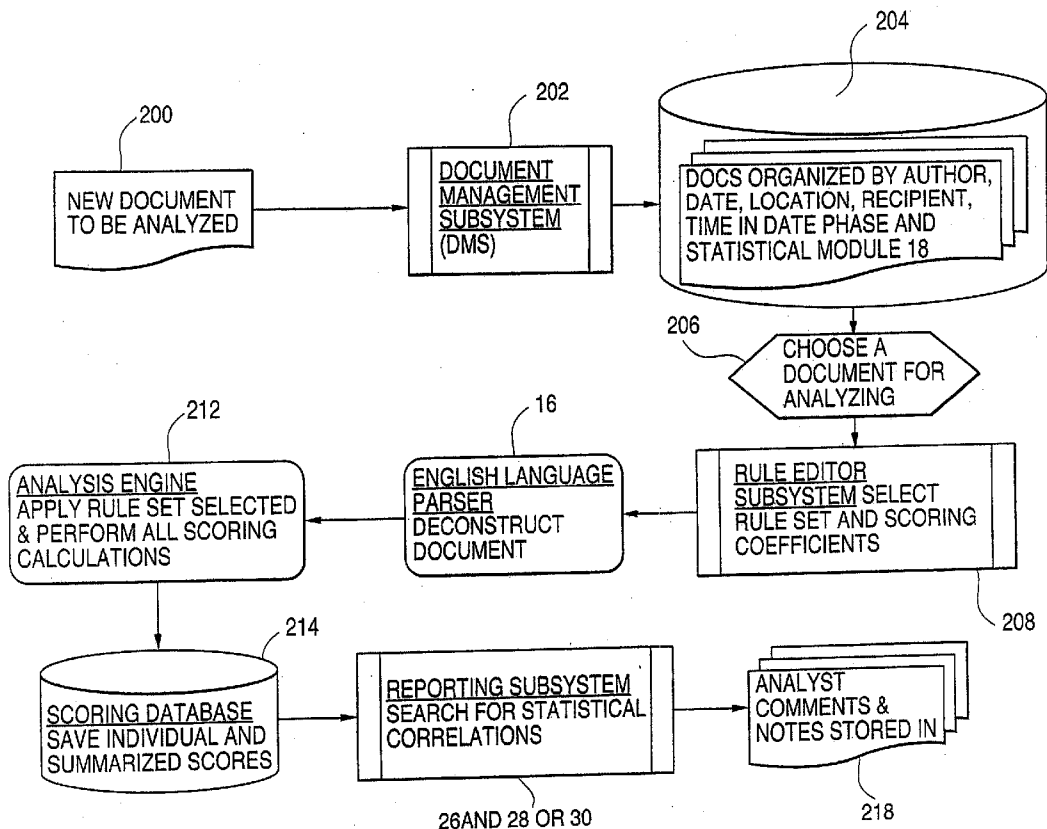 200
NEW DOCUMENT
TO BE ANALYZED
202
DOCUMENT
MANAGEMENT
SUBSYSTEM
(DMS)
204
DOCS ORGANIZED BY AUTHOR,
DATE, LOCATION, RECIPIENT,
TIME IN DATE PHASE AND
STATISTICAL MODULE 18
206
CHOOSE A
DOCUMENT FOR
ANALYZING
RULE EDITOR
SUBSYSTEM SELECT
RULE SET AND SCORING
COEFFICIENTS
208
16
ENGLISH LANGUAGE
PARSER
DECONSTRUCT
DOCUMENT
212
ANALYSIS ENGINE
APPLY RULE SET SELECTED
& PERFORM ALL SCORING
CALCULATIONS
214
SCORING DATABASE
SAVE INDIVIDUAL AND
SUMMARIZED SCORES
REPORTING SUBSYSTEM
SEARCH FOR STATISTICAL
CORRELATIONS
26AND 28 OR 30
ANALYST
COMMENTS &
NOTES STORED IN
218